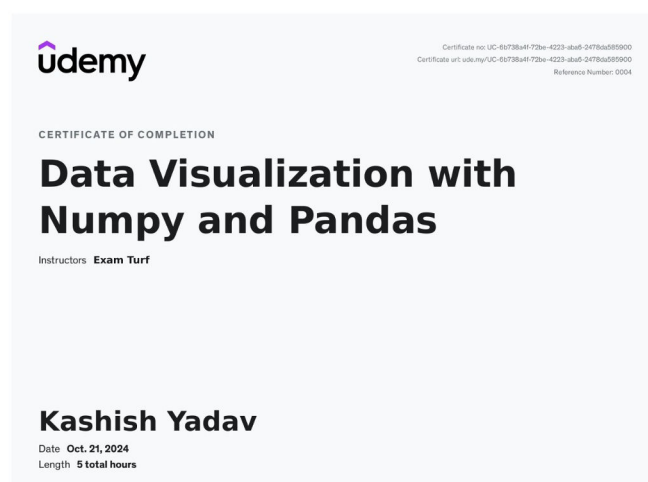 udemy
Certificate no: UC-6b738a4f-72be-4223-aba6-2478da585900
Certificate url: ude.my/UC-6b738a4f-72be-4223-aba6-2478da585900
Reference Number: 0004
CERTIFICATE OF COMPLETION
Data Visualization with
Numpy and Pandas
Instructors Exam Turf
Kashish Yadav
Date Oct. 21, 2024
Length 5 total hours